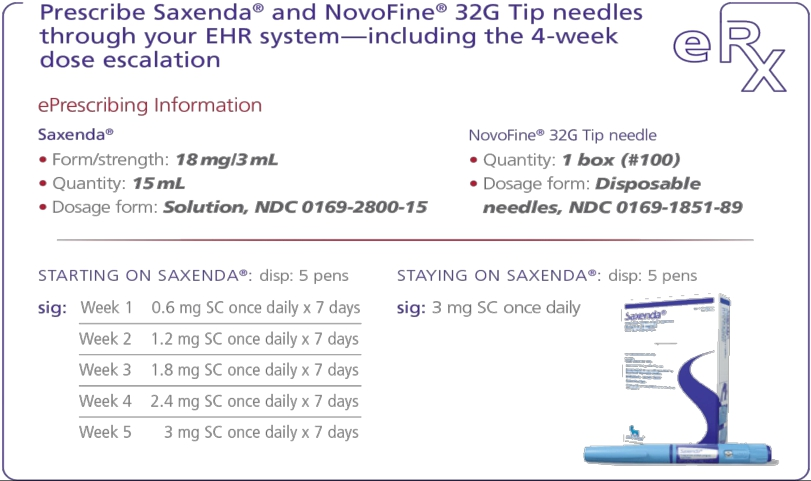 Prescribe Saxenda® and NovoFine® 32G Tip needles
through your EHR system—including the 4-week
dose escalation
eRx
ePrescribing Information
Saxenda®
• Form/strength: 18 mg/3 mL
• Quantity: 15 mL
• Dosage form: Solution, NDC 0169-2800-15
NovoFine® 32G Tip needle
• Quantity: 1 box (#100)
• Dosage form: Disposable
needles, NDC 0169-1851-89
STARTING ON SAXENDA®: disp: 5 pens
sig: Week 1 0.6 mg SC once daily x 7 days
Week 2 1.2 mg SC once daily x 7 days
Week 3 1.8 mg SC once daily x 7 days
Week 4 2.4 mg SC once daily x 7 days
Week 5 3 mg SC once daily x 7 days
STAYING ON SAXENDA®: disp: 5 pens
sig: 3 mg SC once daily
Saxenda®